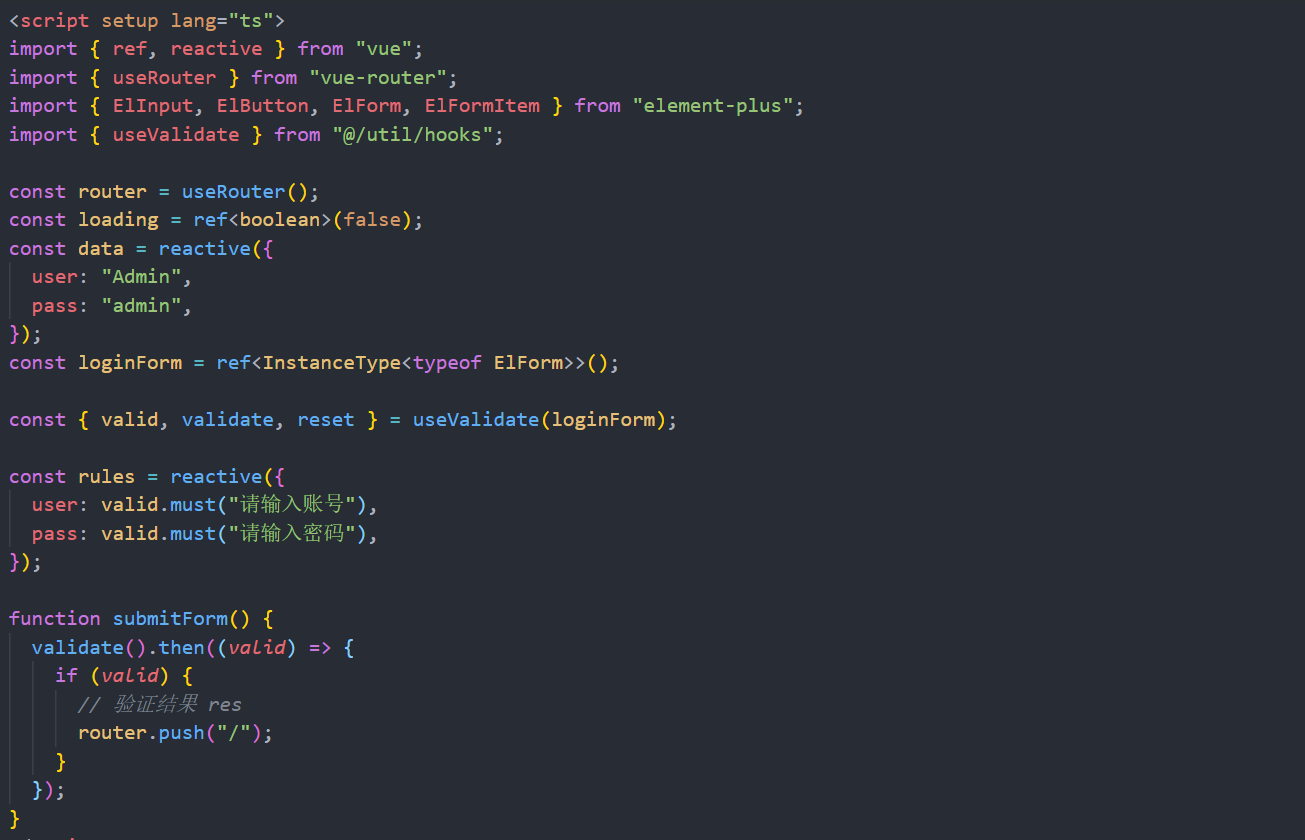 <script setup lang="ts">
import { ref, reactive } from "vue";
import { useRouter } from "vue-router";
import { ElInput, ElButton, ElForm, ElFormItem } from "element-plus";
import { useValidate } from "@/util/hooks";

const router = useRouter();
const loading = ref<boolean>(false);
const data = reactive({
  user: "Admin",
  pass: "admin",
});
const loginForm = ref<InstanceType<typeof ElForm>>();

const { valid, validate, reset } = useValidate(loginForm);

const rules = reactive({
  user: valid.must("请输入账号"),
  pass: valid.must("请输入密码"),
});

function submitForm() {
  validate().then((valid) => {
    if (valid) {
      // 验证结果 res
      router.push("/");
    }
  });
}